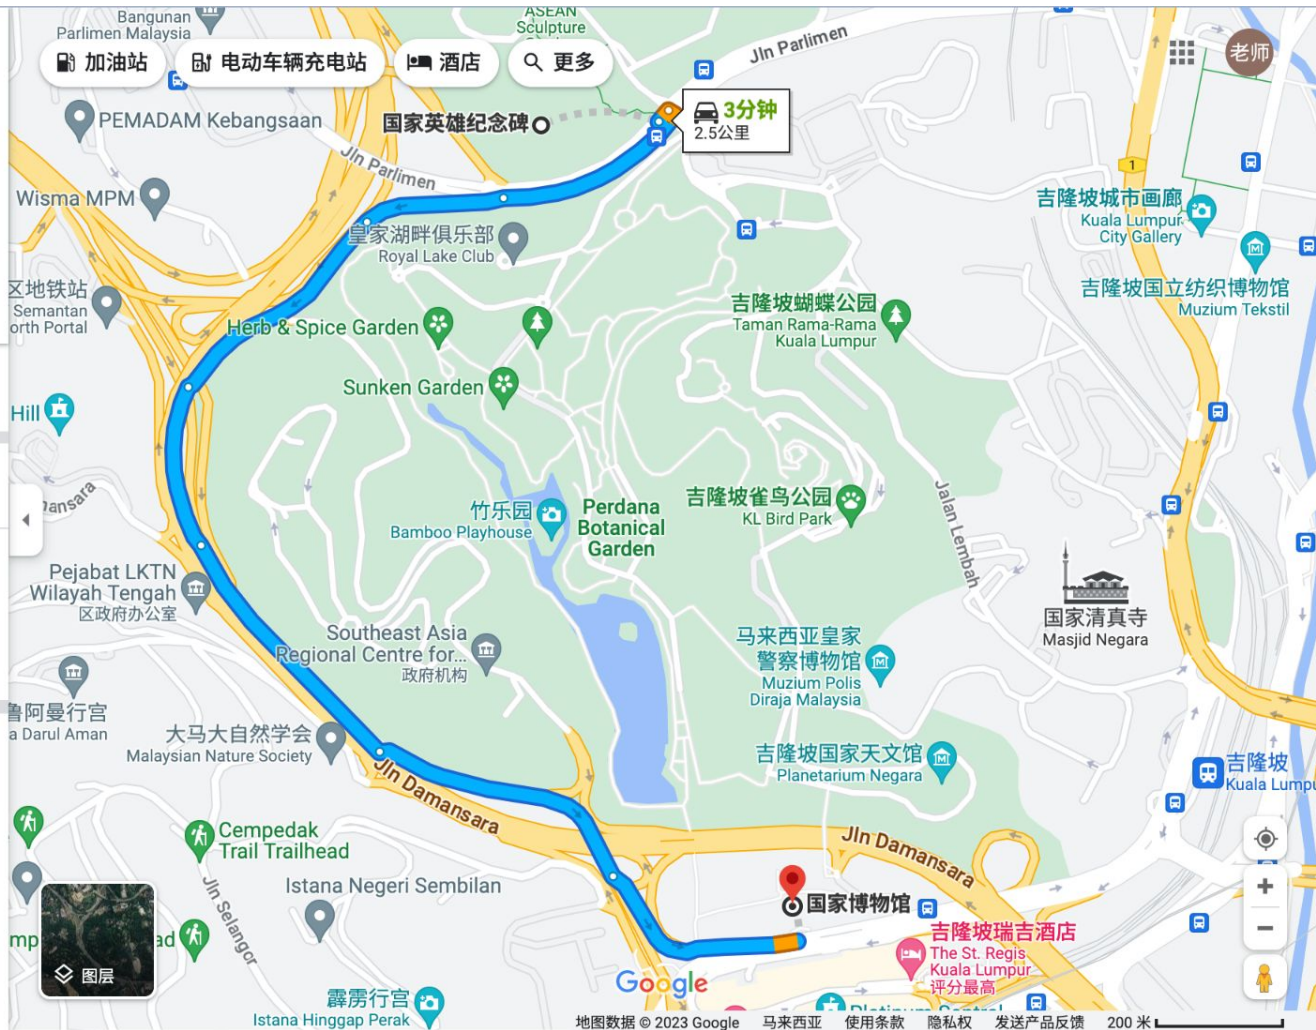 Bangunan
Parlimen Malaysia
ASEAN
Sculpture
Jln Parlimen
加油站
电动车辆充电站
酒店
更多
老师
PEMADAM Kebangsaan
国家英雄纪念碑
3分钟
2.5公里
Jln Parlimen
1
Wisma MPM
吉隆坡城市画廊
Kuala Lumpur
City Gallery
皇家湖畔俱乐部
Royal Lake Club
区地铁站
Semantan
orth Portal
吉隆坡国立纺织博物馆
Muzium Tekstil
Herb & Spice Garden
吉隆坡蝴蝶公园
Taman Rama-Rama
Kuala Lumpur
Sunken Garden
Hill
mansara
竹乐园
Bamboo Playhouse
Perdana
Botanical
Garden
吉隆坡雀鸟公园
KL Bird Park
Jalan Lembah
Pejabat LKTN
Wilayah Tengah
区政府办公室
国家清真寺
Masjid Negara
Southeast Asia
Regional Centre for...
政府机构
马来西亚皇家
警察博物馆
Muzium Polis
Diraja Malaysia
鲁阿曼行宫
a Darul Aman
大马大自然学会
Malaysian Nature Society
吉隆坡国家天文馆
Planetarium Negara
吉隆坡
Kuala Lumpu
Jln Damansara
Jln Damansara
Cempedak
Trail Trailhead
Istana Negeri Sembilan
国家博物馆
Jln Selangor
吉隆坡瑞吉酒店
The St. Regis
Kuala Lumpur
评分最高
mp
ad
图层
Google
霹雳行宫
Istana Hinggap Perak
地图数据 © 2023 Google 马来西亚 使用条款 隐私权 发送产品反馈 200 米